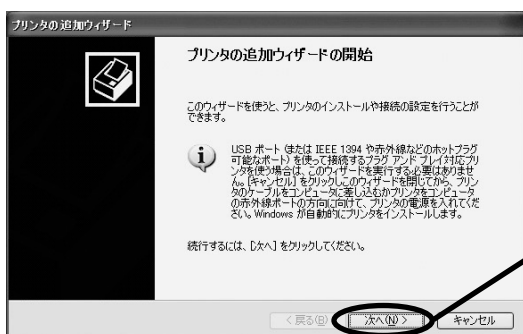 プリンタの追加ウィザード
プリンタの追加ウィザードの開始
このウィザードを使うと、プリンタのインストールや接続の設定を行うことが
できます。
USB ポート (または IEEE 1394 や赤外線などのホットプラグ
可能なポート) を使って接続するプラグ アンド プレイ対応プリ
ンタを使う場合は、このウィザードを実行する必要はありませ
ん。[キャンセル] をクリックしこのウィザードを閉じてから、プリン
タのケーブルをコンピュータに差し込むかプリンタをコンピュータ
の赤外線ポートの方向に向けて、プリンタの電源を入れてくだ
さい。Windows が自動的にプリンタをインストールします。
続行するには、[次へ] をクリックしてください。
< 戻る(B) 次へ(N) > キャンセル